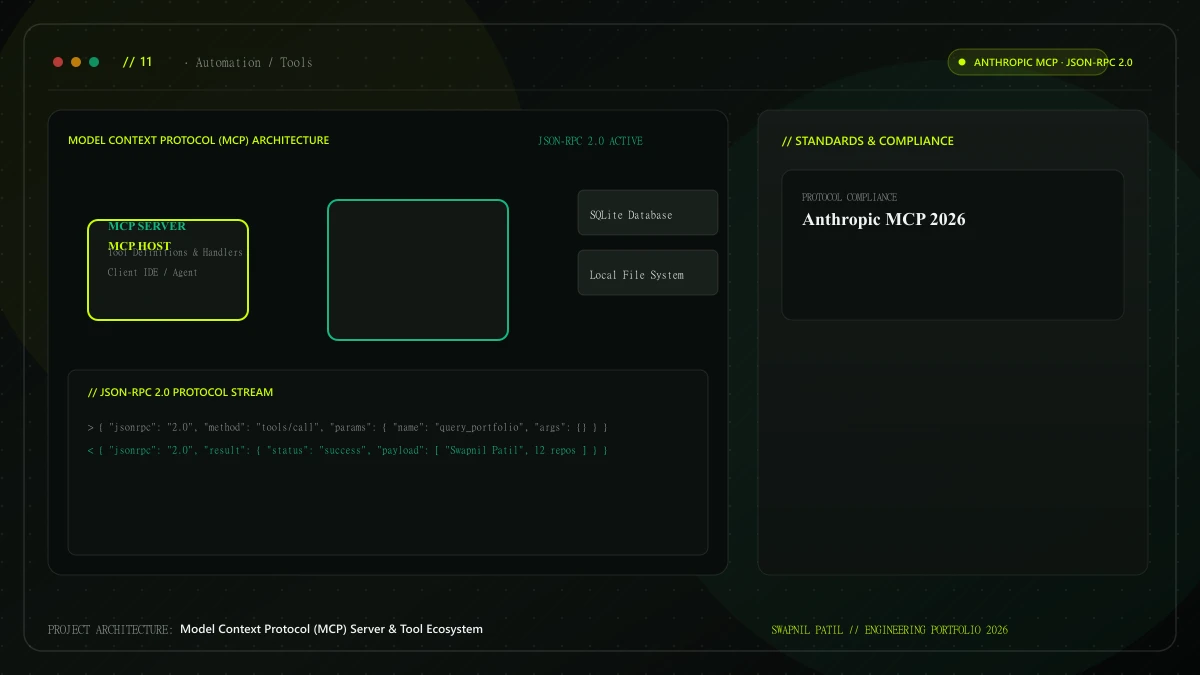 // 11 · Automation / Tools
ANTHROPIC MCP · JSON-RPC 2.0
MODEL CONTEXT PROTOCOL (MCP) ARCHITECTURE
JSON-RPC 2.0 ACTIVE
MCP SERVER
MCP HOST
Tool Definitions & Handlers
Client IDE / Agent
SQLite Database
Local File System
// JSON-RPC 2.0 PROTOCOL STREAM
> { "jsonrpc": "2.0", "method": "tools/call", "params": { "name": "query_portfolio", "args": {} } }
< { "jsonrpc": "2.0", "result": { "status": "success", "payload": [ "Swapnil Patil", 12 repos ] } }
// STANDARDS & COMPLIANCE
PROTOCOL COMPLIANCE
Anthropic MCP 2026
PROJECT ARCHITECTURE: Model Context Protocol (MCP) Server & Tool Ecosystem
SWAPNIL PATIL // ENGINEERING PORTFOLIO 2026